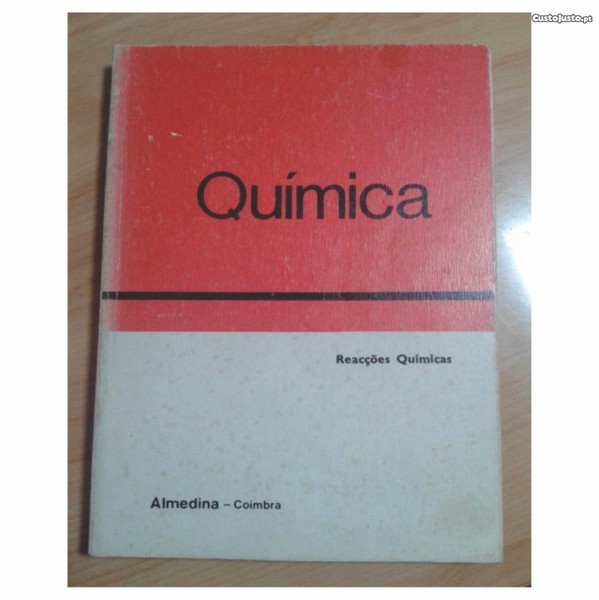 CustoJusto.pt
Química
Reacções Químicas
Almedina – Coimbra